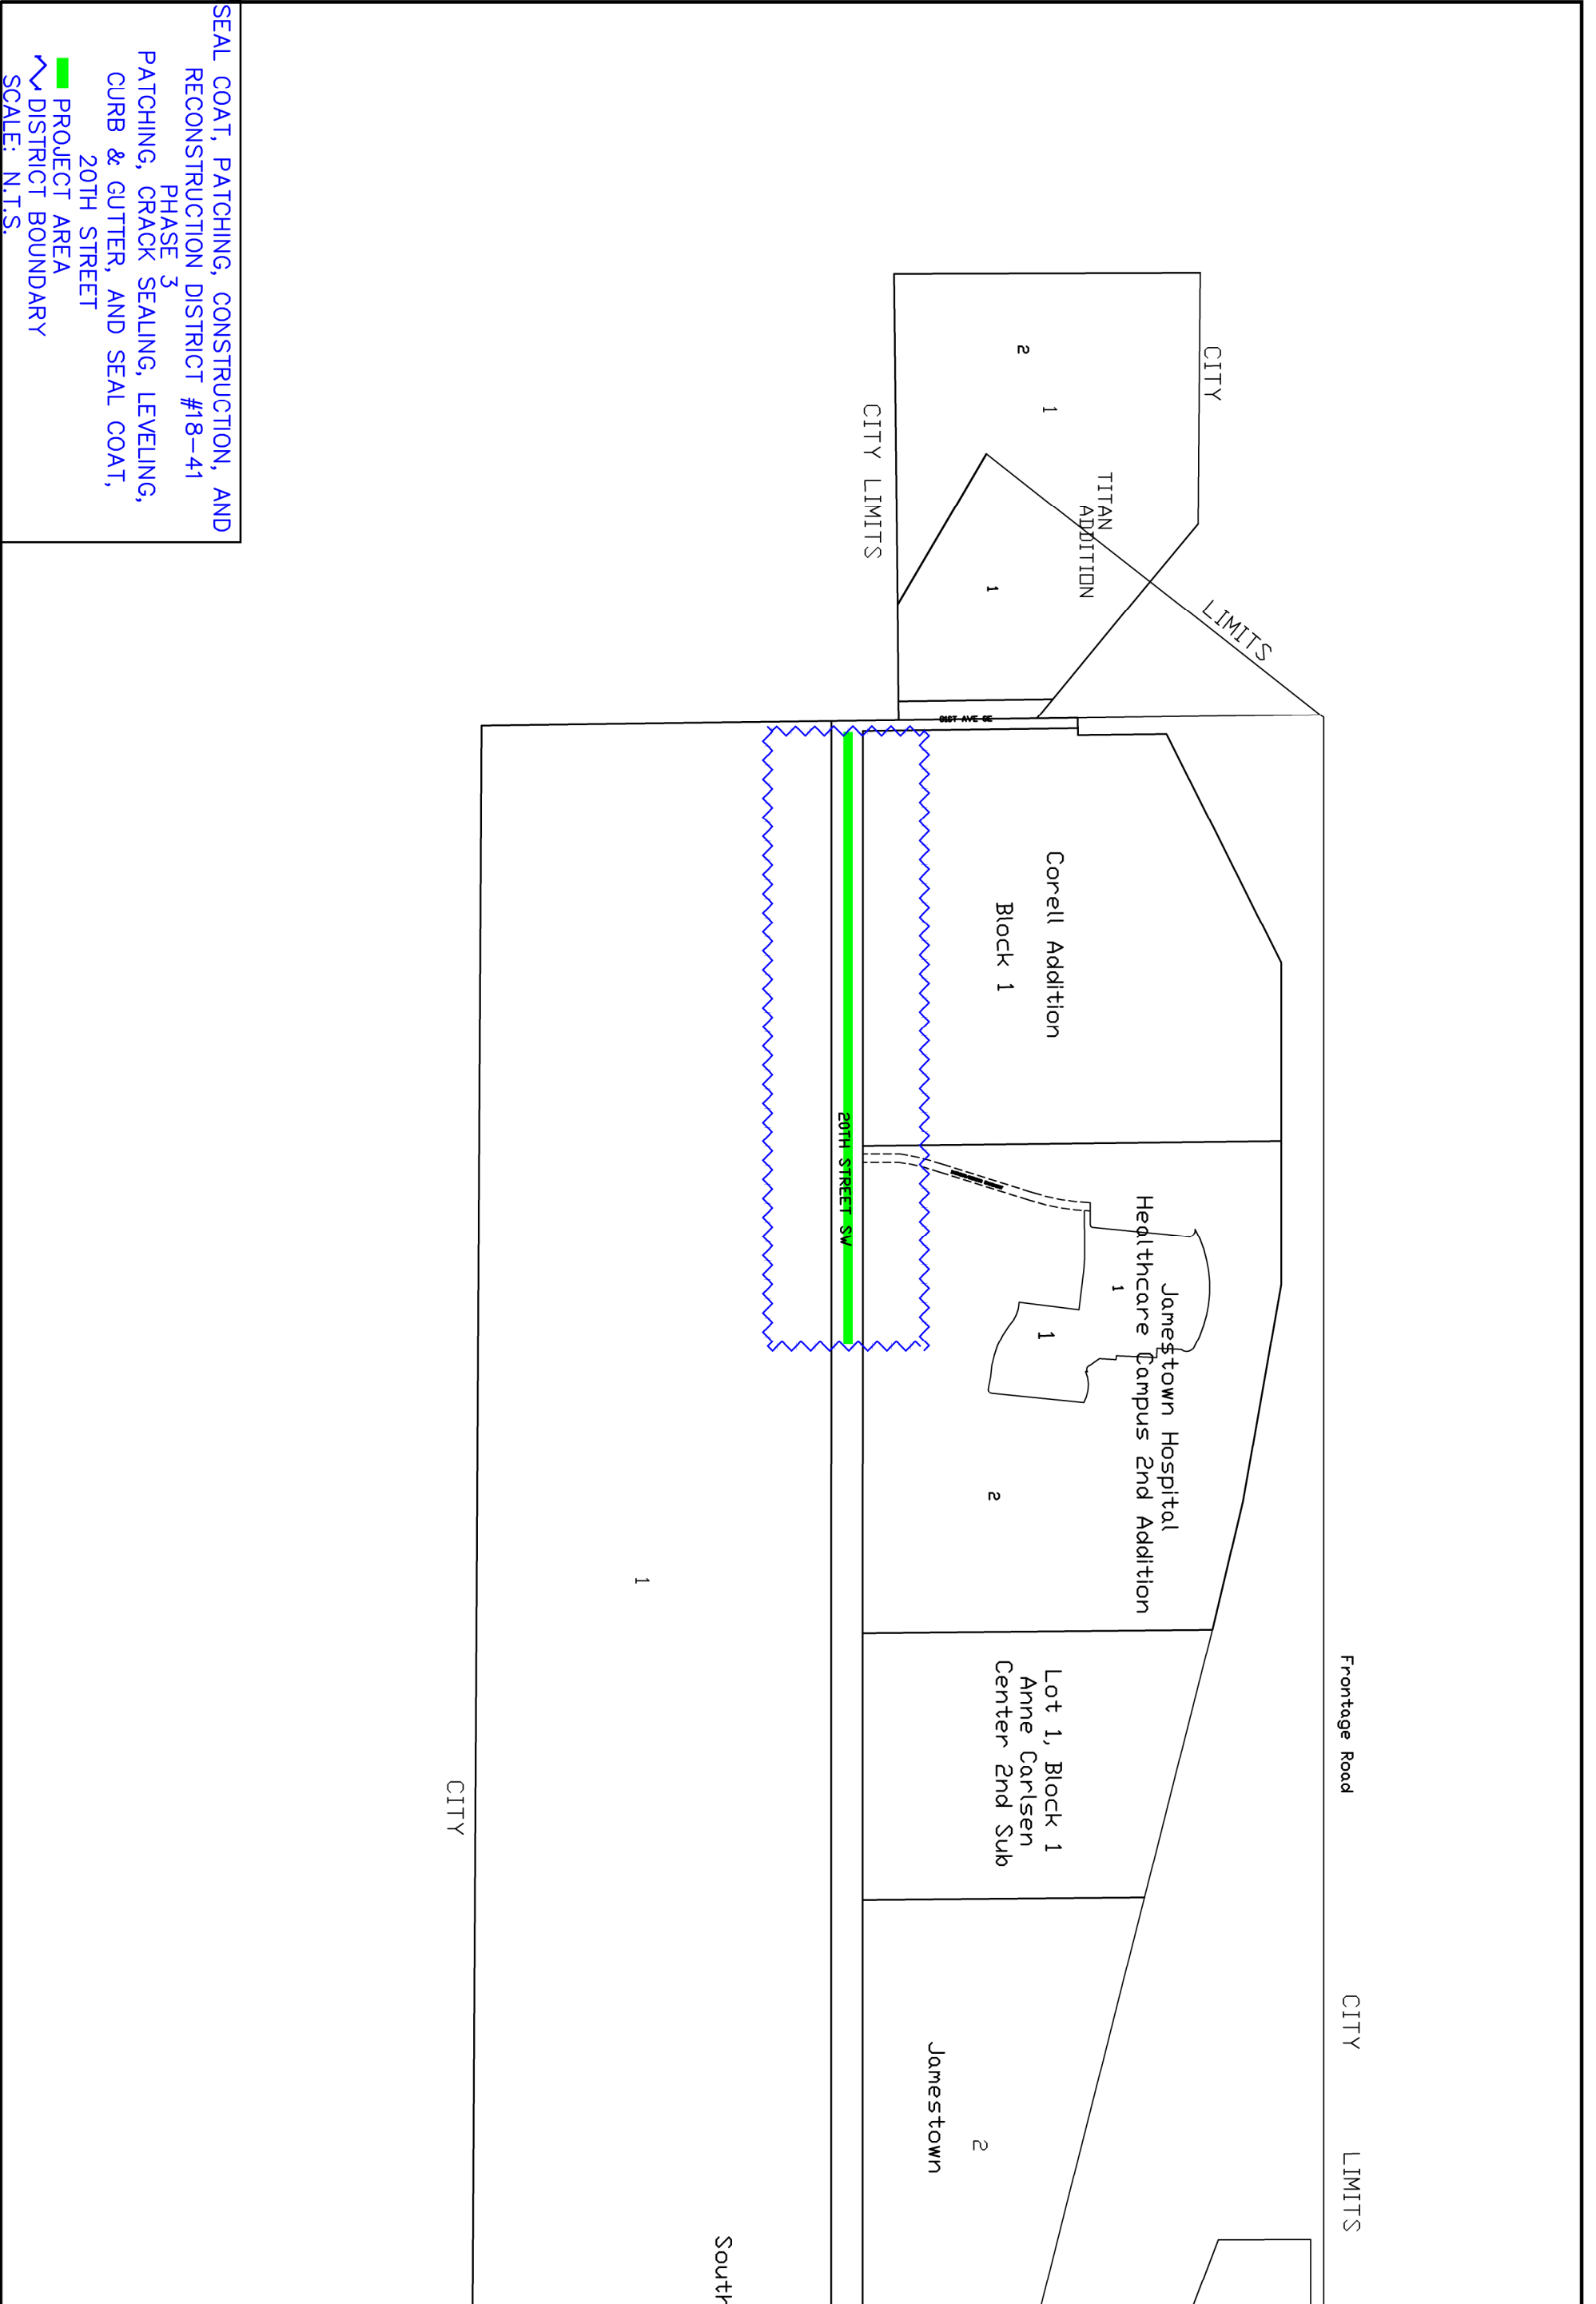 SEAL COAT, PATCHING, CONSTRUCTION, AND
RECONSTRUCTION DISTRICT #18-41
PHASE 3
PATCHING, CRACK SEALING, LEVELING,
CURB & GUTTER, AND SEAL COAT,
20TH STREET
PROJECT AREA
DISTRICT BOUNDARY
SCALE: N.T.S.
CITY
LIMITS
2
1
TITAN
ADDITION
1
CITY LIMITS
81ST AVE SE
Corell Addition
Block 1
20TH STREET SW
Jamestown Hospital
Healthcare Campus 2nd Addition
1
1
2
Frontage Road
Lot 1, Block 1
Anne Carlsen
Center 2nd Sub
CITY
LIMITS
2
Jamestown
South
1
CITY